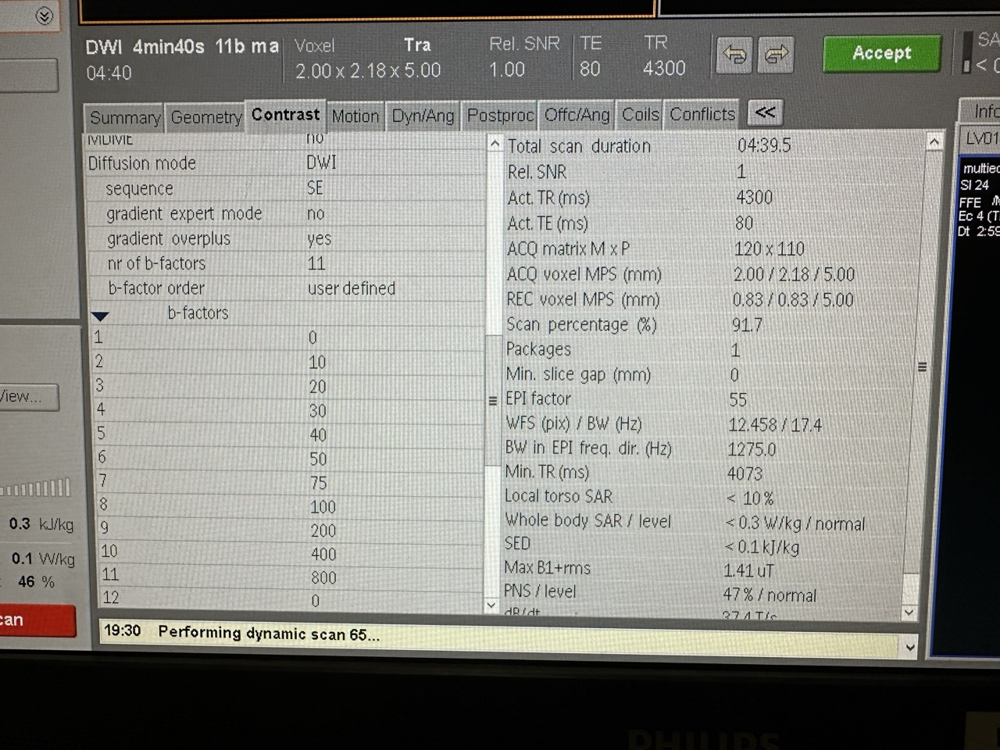 DWI 4min40s 11b ma
04:40
Voxel Tra
2.00 x 2.18 x 5.00
Rel. SNR
1.00
TE
80
TR
4300
Accept
SA
< 0
Summary Geometry Contrast Motion Dyn/Ang Postproc Offc/Ang Coils Conflicts <<
Info
MDIME no
Diffusion mode DWI
sequence SE
gradient expert mode no
gradient overplus yes
nr of b-factors 11
b-factor order user defined
b-factors
1 0
2 10
3 20
4 30
5 40
6 50
7 75
8 100
9 200
10 400
11 800
12 0
Total scan duration 04:39.5
Rel. SNR 1
Act. TR (ms) 4300
Act. TE (ms) 80
ACQ matrix M x P 120 x 110
ACQ voxel MPS (mm) 2.00 / 2.18 / 5.00
REC voxel MPS (mm) 0.83 / 0.83 / 5.00
Scan percentage (%) 91.7
Packages 1
Min. slice gap (mm) 0
EPI factor 55
WFS (pix) / BW (Hz) 12.458 / 17.4
BW in EPI freq. dir. (Hz) 1275.0
Min. TR (ms) 4073
Local torso SAR < 10 %
Whole body SAR / level < 0.3 W/kg / normal
SED < 0.1 kJ/kg
Max B1+rms 1.41 uT
PNS / level 47 % / normal
dB/dt 37.4 T/s
LV01
multiec
Sl 24
FFE
Ec 4 (T
Dt 2:59
View...
0.3 kJ/kg
0.1 W/kg
46 %
can
19:30 Performing dynamic scan 65...
PHILIPS